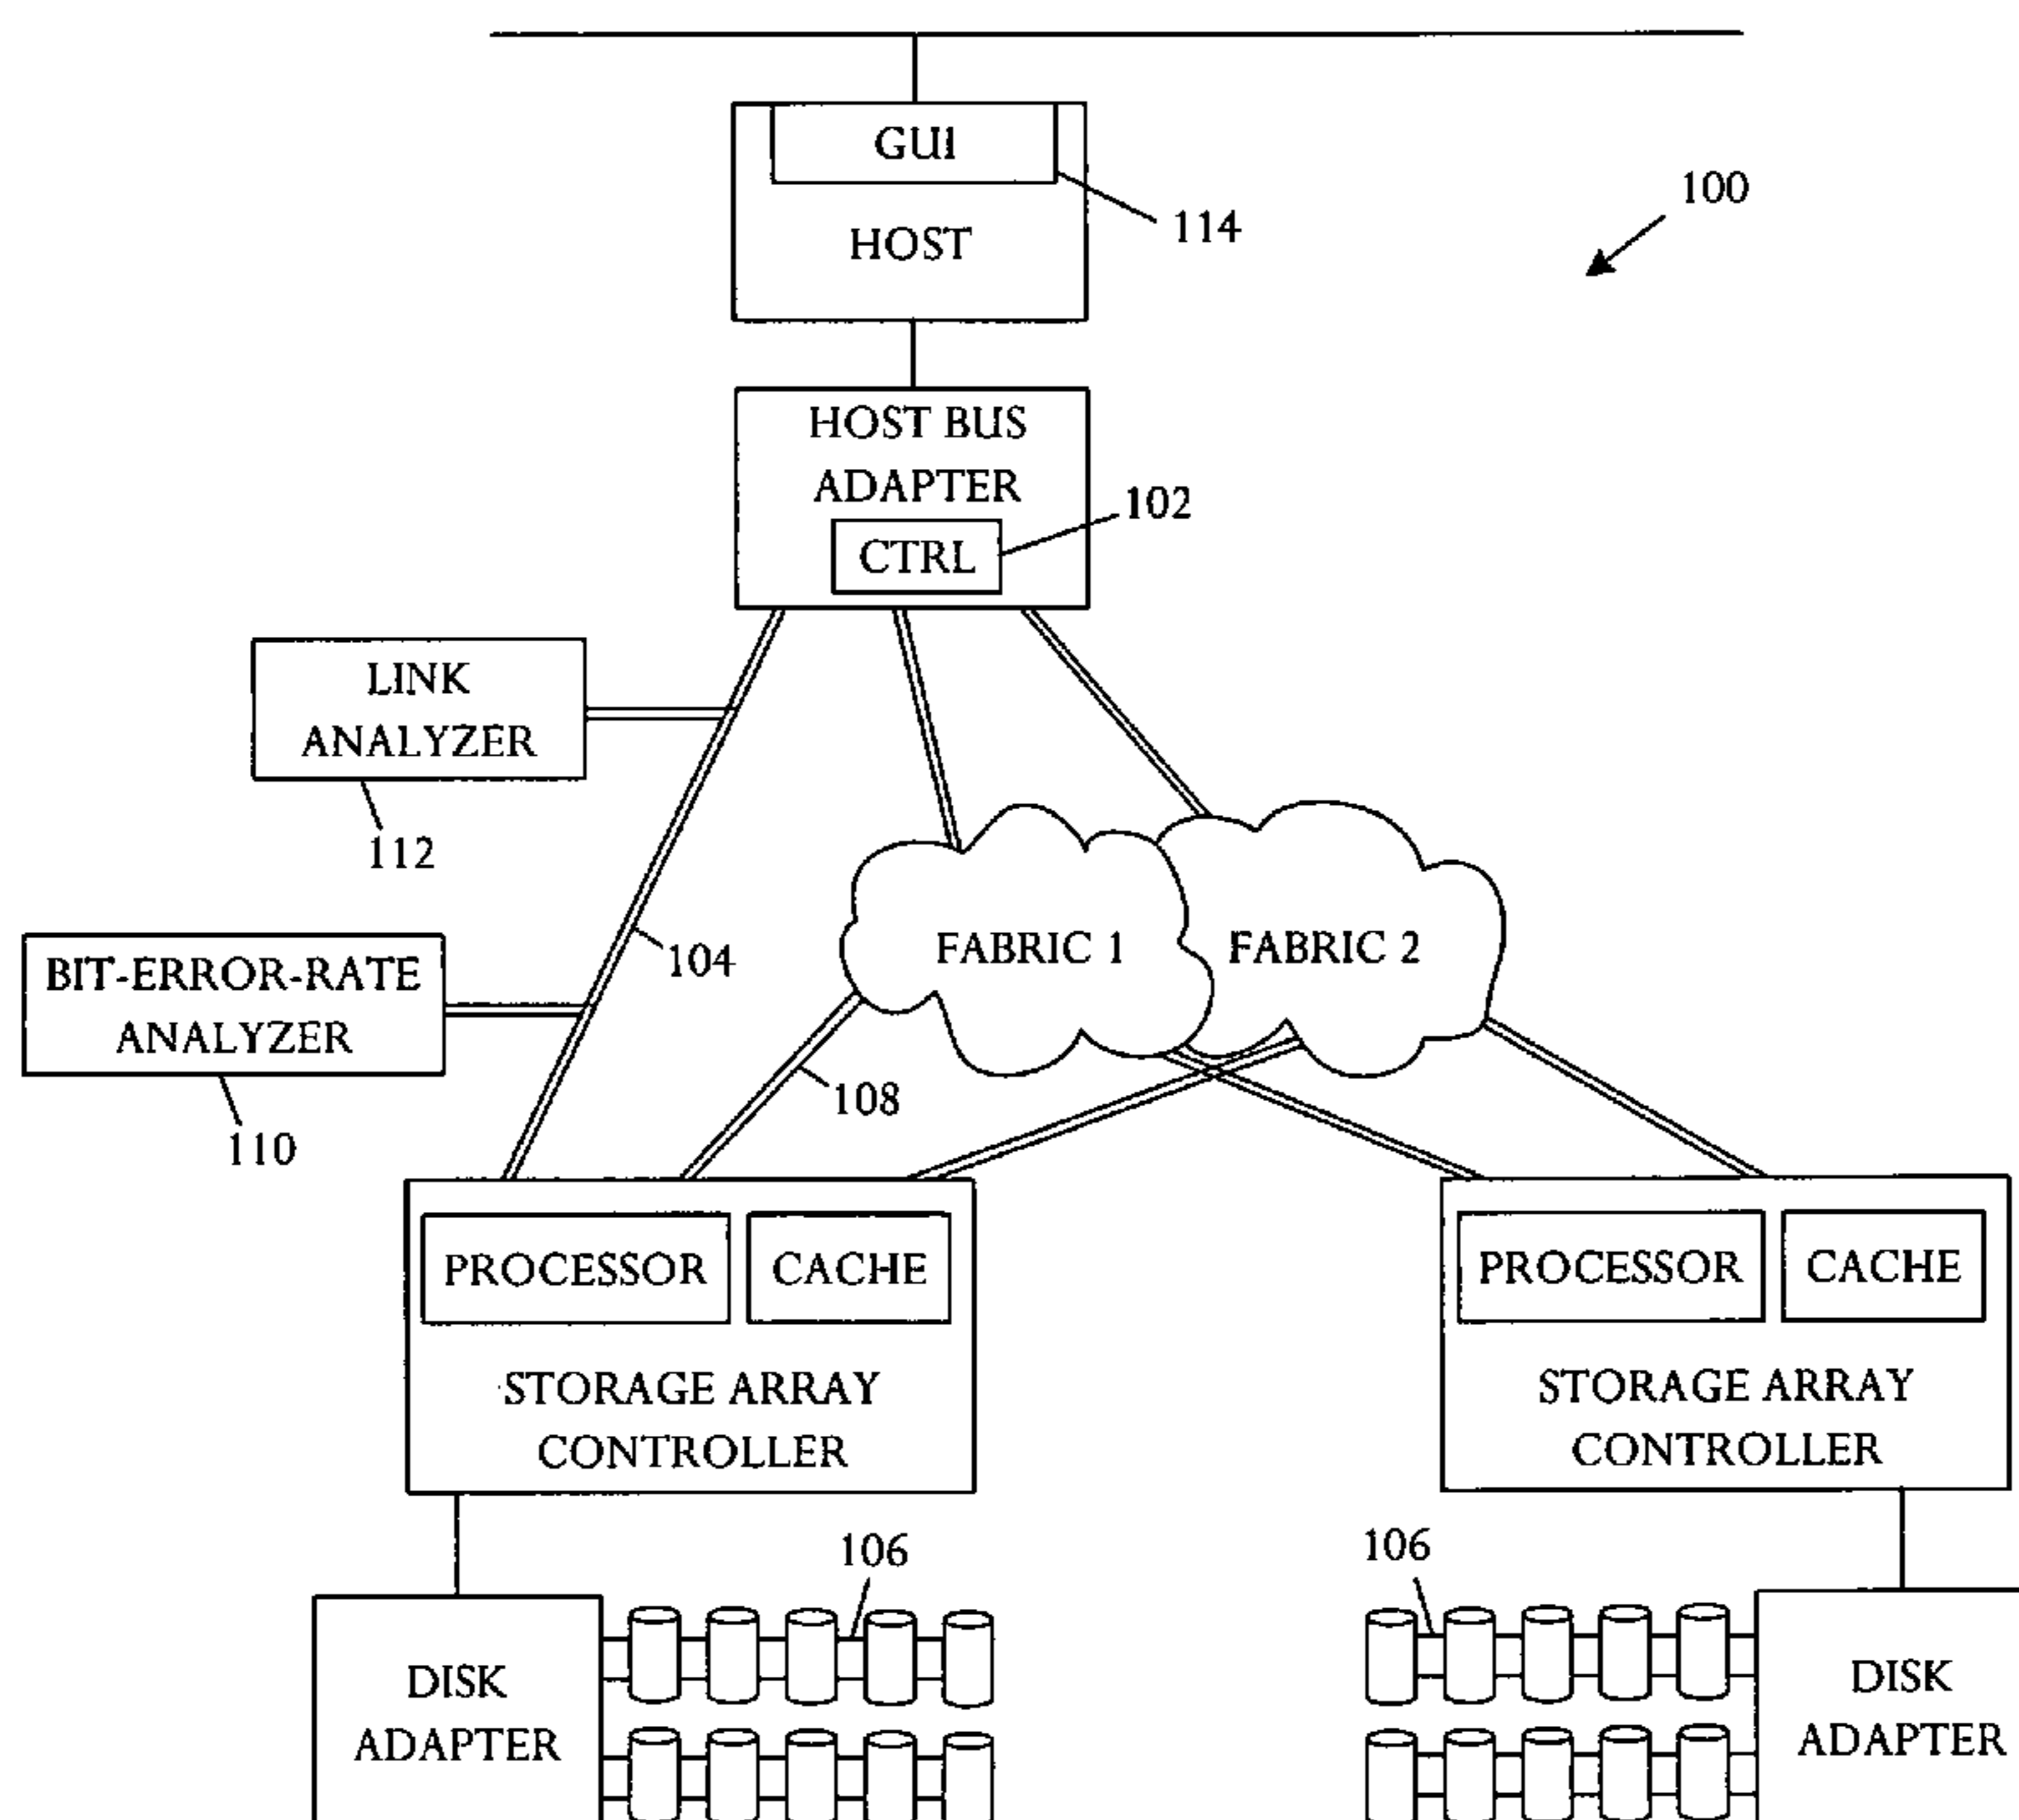 GUI
HOST
114
100
HOST BUS
ADAPTER
CTRL
102
LINK
ANALYZER
112
104
FABRIC 1
FABRIC 2
BIT-ERROR-RATE
ANALYZER
110
108
PROCESSOR
CACHE
STORAGE ARRAY
CONTROLLER
PROCESSOR
CACHE
STORAGE ARRAY
CONTROLLER
106
106
DISK
ADAPTER
DISK
ADAPTER